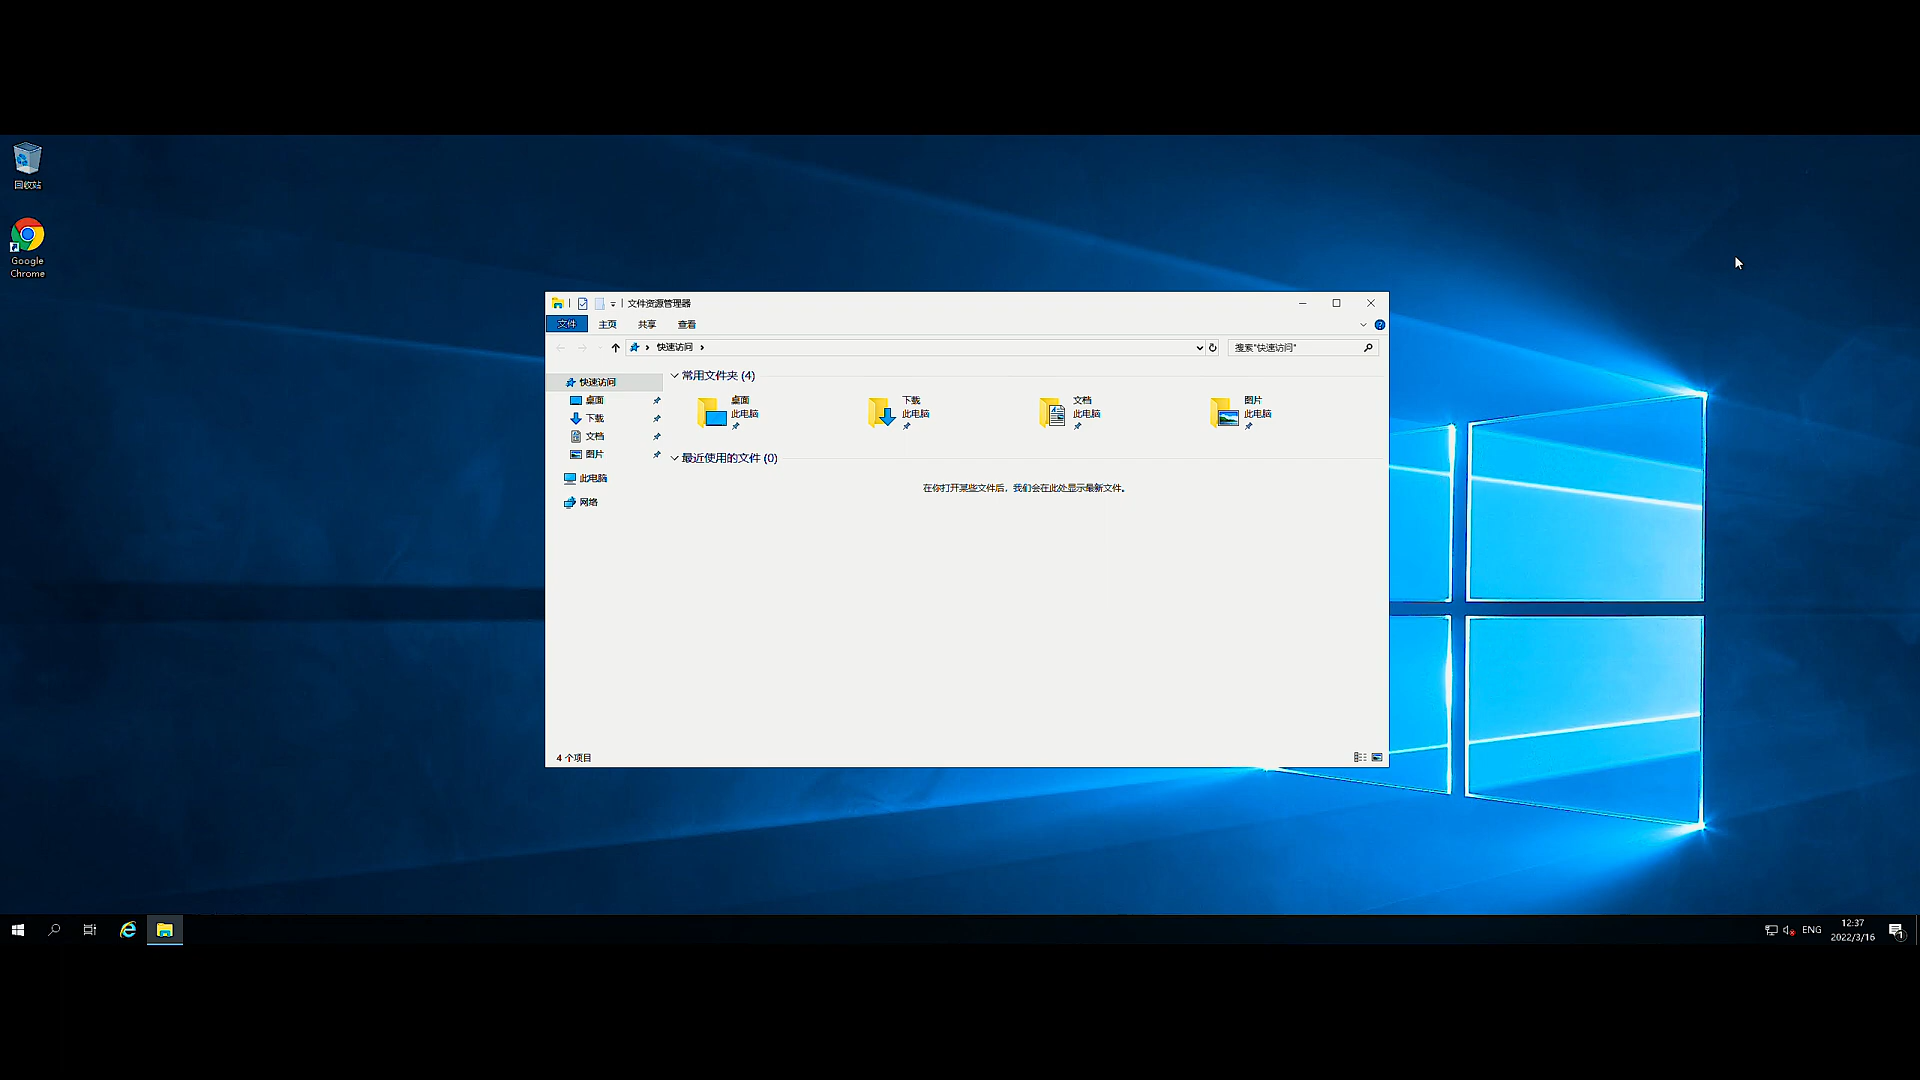 回收站
Google
Chrome
文件资源管理器
文件
主页
共享
查看
快速访问
搜索"快速访问"
快速访问
桌面
下载
文档
图片
此电脑
网络
常用文件夹 (4)
桌面
此电脑
下载
此电脑
文档
此电脑
图片
此电脑
最近使用的文件 (0)
在你打开某些文件后，我们会在此处显示最新文件。
4 个项目
ENG
12:37
2022/3/16
1